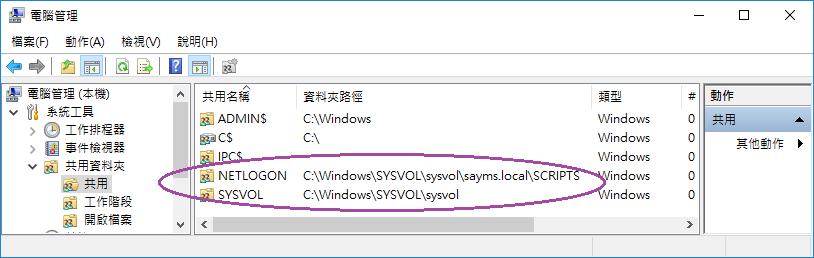 電腦管理
檔案(F) 動作(A) 檢視(V) 說明(H)
電腦管理 (本機)
系統工具
工作排程器
事件檢視器
共用資料夾
共用
工作階段
開啟檔案
共用名稱 資料夾路徑 類型 #
ADMIN$ C:\Windows Windows 0
C$ C:\ Windows 0
IPC$ Windows 0
NETLOGON C:\Windows\SYSVOL\sysvol\sayms.local\SCRIPTS Windows 0
SYSVOL C:\Windows\SYSVOL\sysvol Windows 0
動作
共用
其他動作